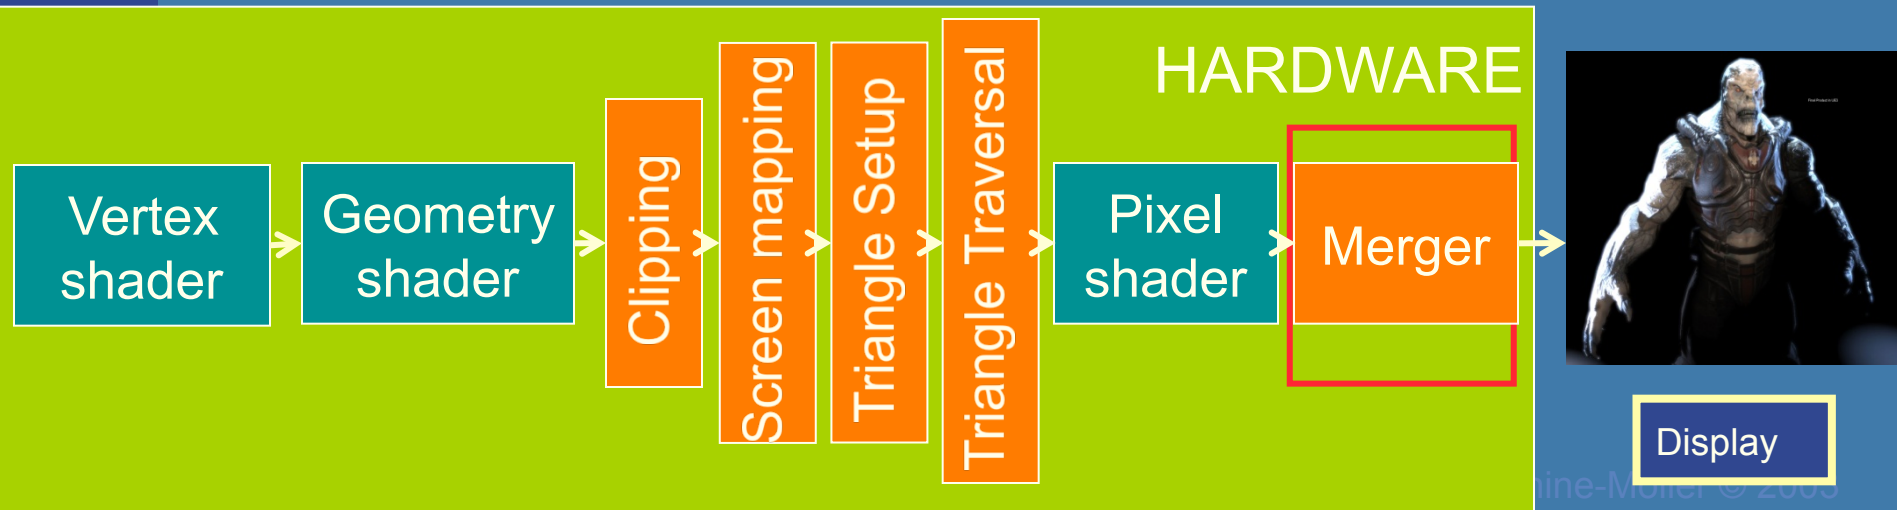 HARDWARE
Vertex
shader
Geometry
shader
Clipping
Screen mapping
Triangle Setup
Triangle Traversal
Pixel
shader
Merger
Display